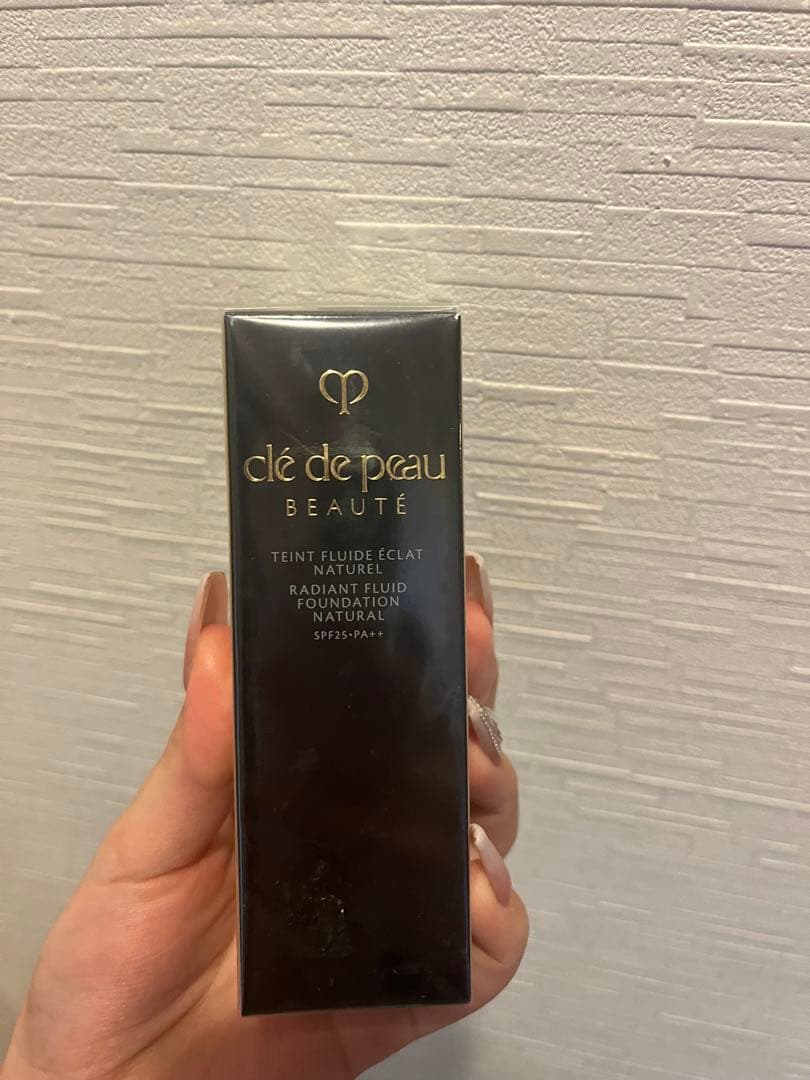 clé de peau
BEAUTÉ
TEINT FLUIDE ÉCLAT
NATUREL
RADIANT FLUID
FOUNDATION
NATURAL
SPF25•PA++